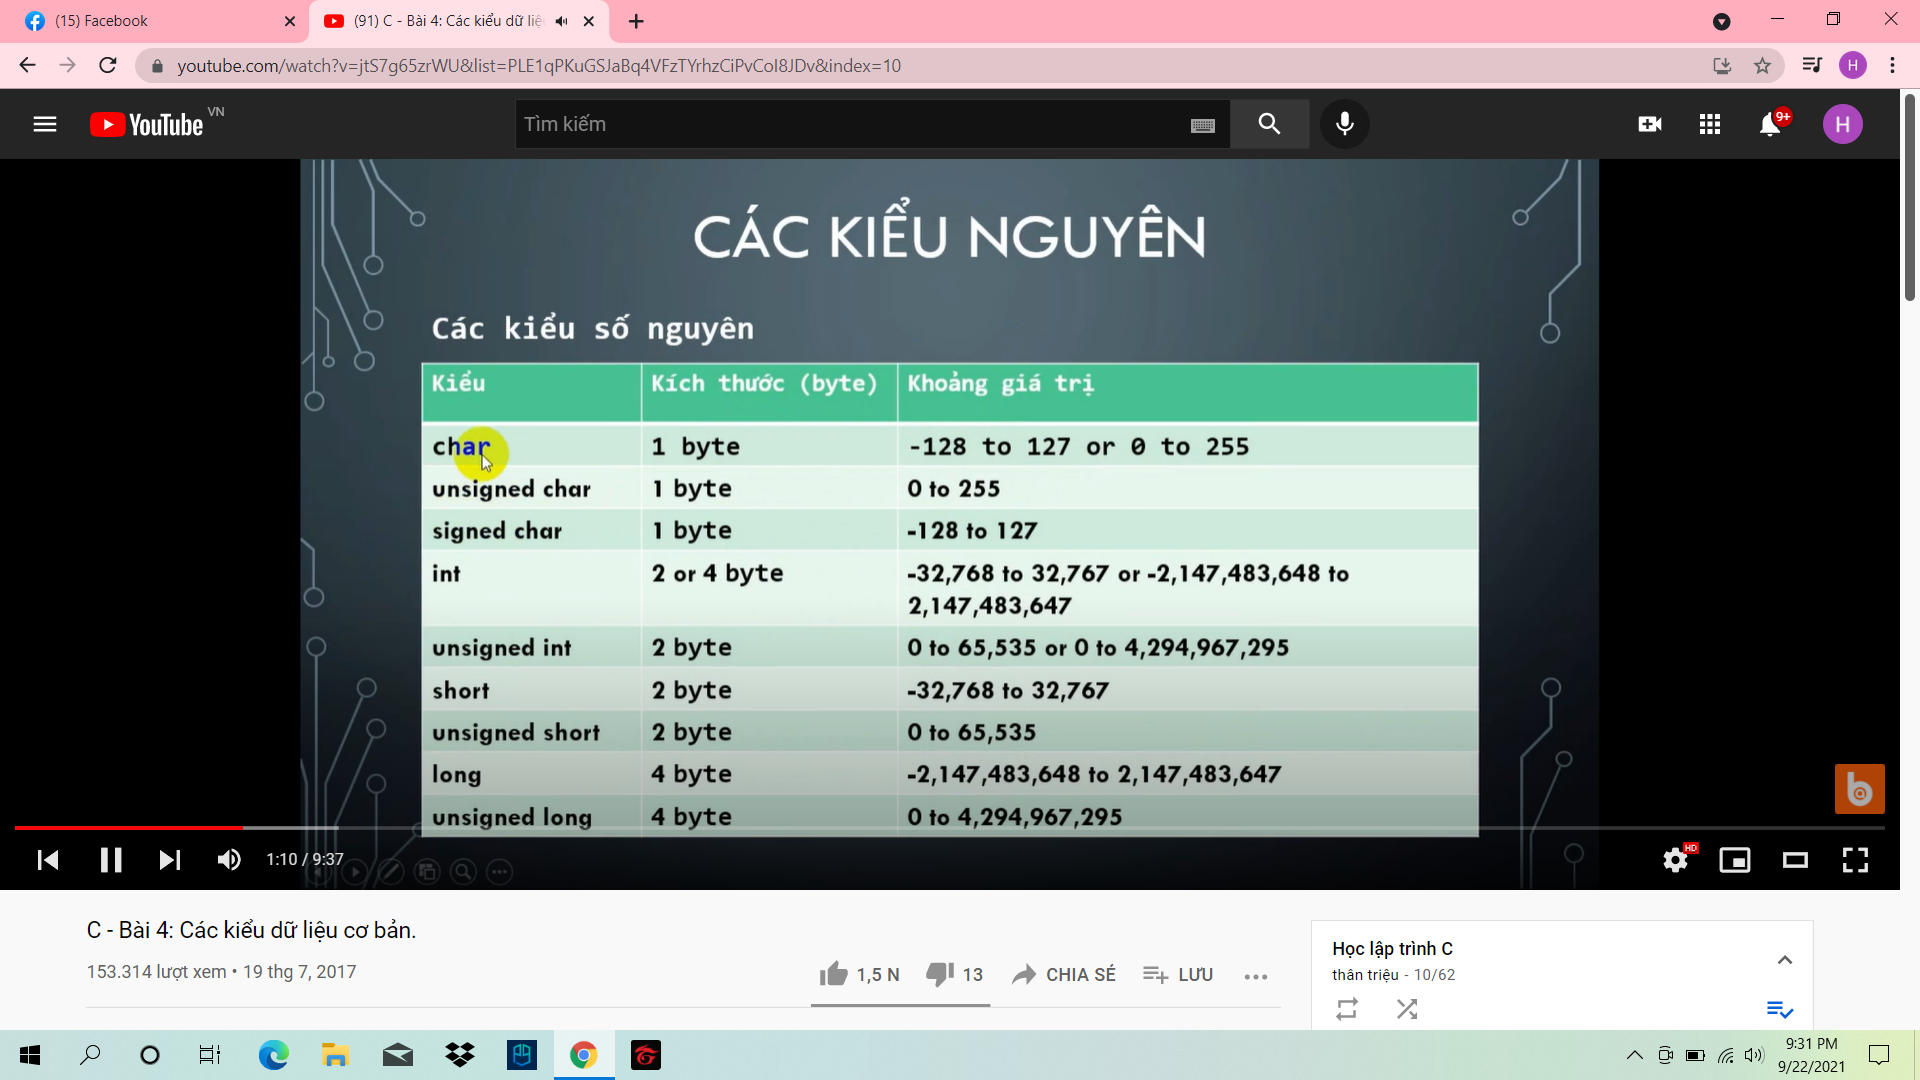 (15) Facebook
(91) C - Bài 4: Các kiểu dữ liệ
youtube.com/watch?v=jtS7g65zrWU&list=PLE1qPKuGSJaBq4VFzTYrhzCiPvCoI8JDv&index=10
H
YouTube VN
Tìm kiếm
9+
H
CÁC KIỂU NGUYÊN
Các kiểu số nguyên
Kiểu Kích thước (byte) Khoảng giá trị
char 1 byte -128 to 127 or 0 to 255
unsigned char 1 byte 0 to 255
signed char 1 byte -128 to 127
int 2 or 4 byte -32,768 to 32,767 or -2,147,483,648 to
2,147,483,647
unsigned int 2 byte 0 to 65,535 or 0 to 4,294,967,295
short 2 byte -32,768 to 32,767
unsigned short 2 byte 0 to 65,535
long 4 byte -2,147,483,648 to 2,147,483,647
unsigned long 4 byte 0 to 4,294,967,295
1:10 / 9:37
HD
C - Bài 4: Các kiểu dữ liệu cơ bản.
153.314 lượt xem • 19 thg 7, 2017
1,5 N 13 CHIA SẺ LƯU
Học lập trình C
thân triệu - 10/62
9:31 PM
9/22/2021